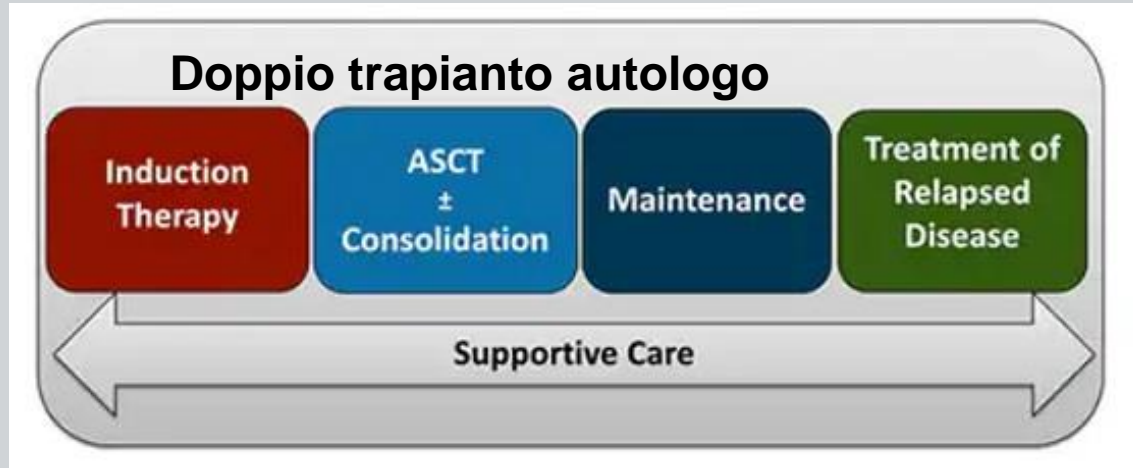 Doppio trapianto autologo
Induction
Therapy
ASCT
±
Consolidation
Maintenance
Treatment of
Relapsed
Disease
Supportive Care